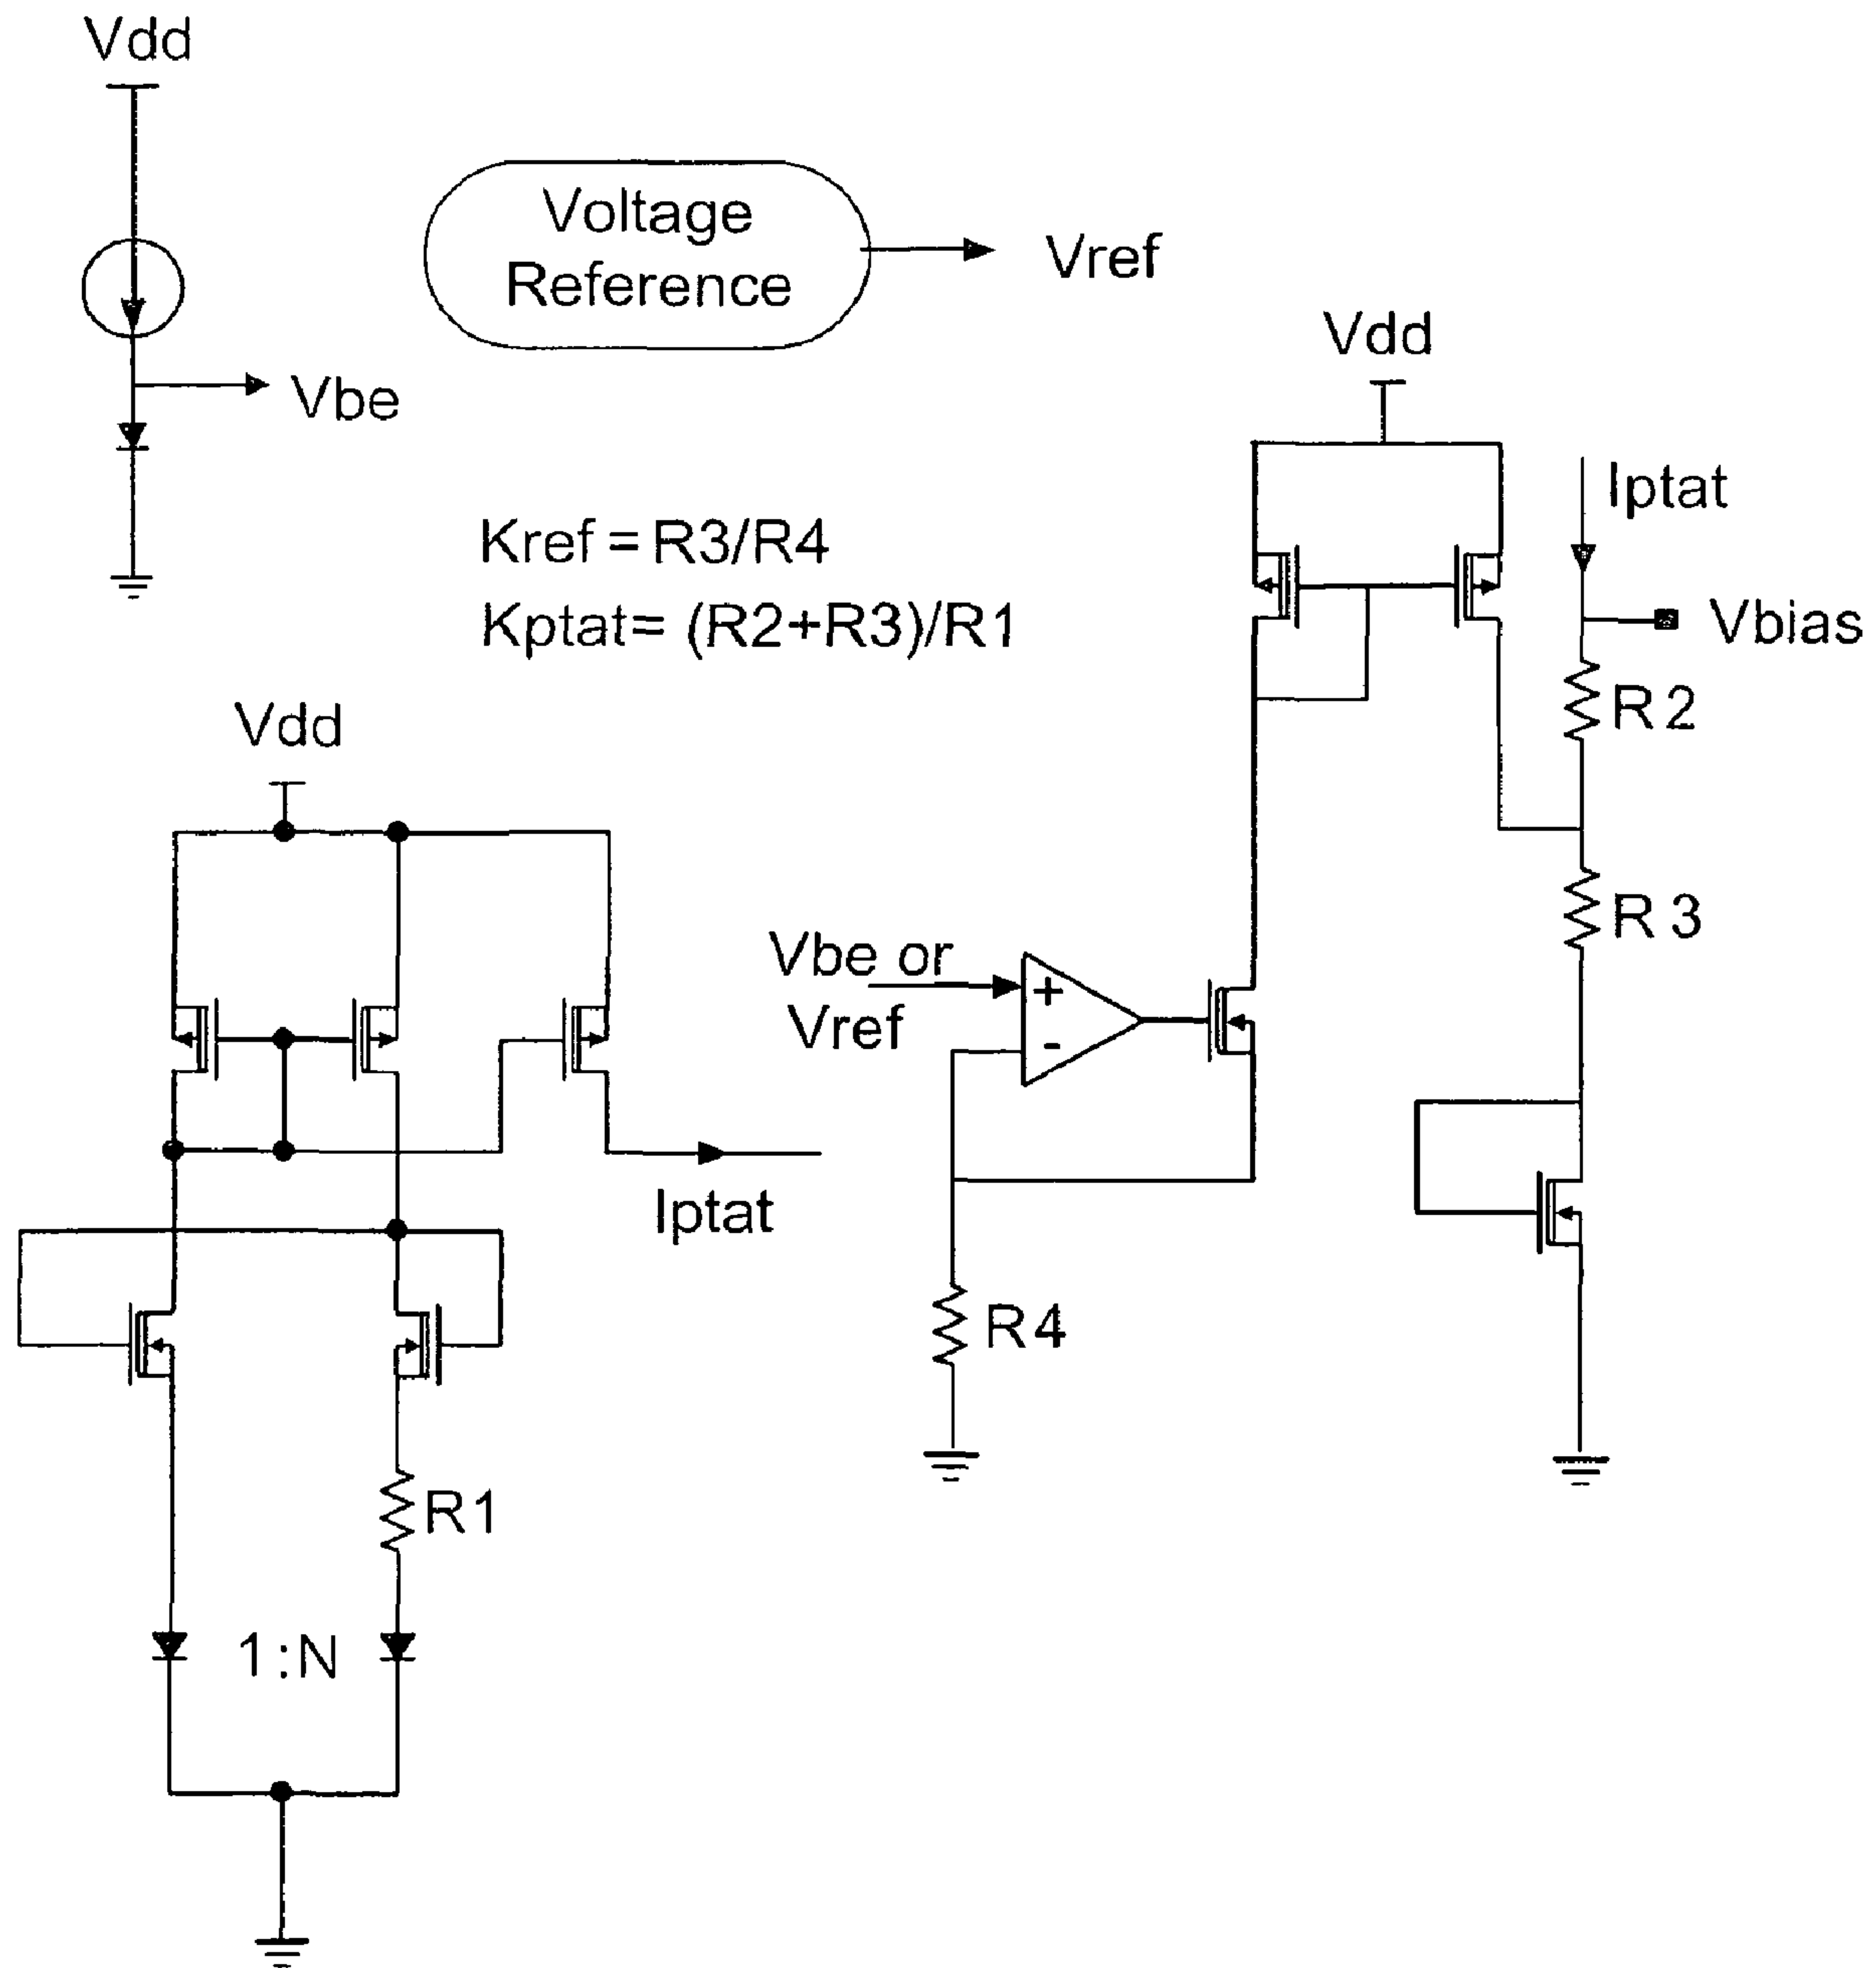 Vdd
Voltage
Reference
Vref
Vbe
Vdd
Iptat
Kref = R3/R4
Kptat= (R2+R3)/R1
Vbias
R2
Vdd
R3
Vbe or
Vref
+
-
Iptat
R4
R1
1:N